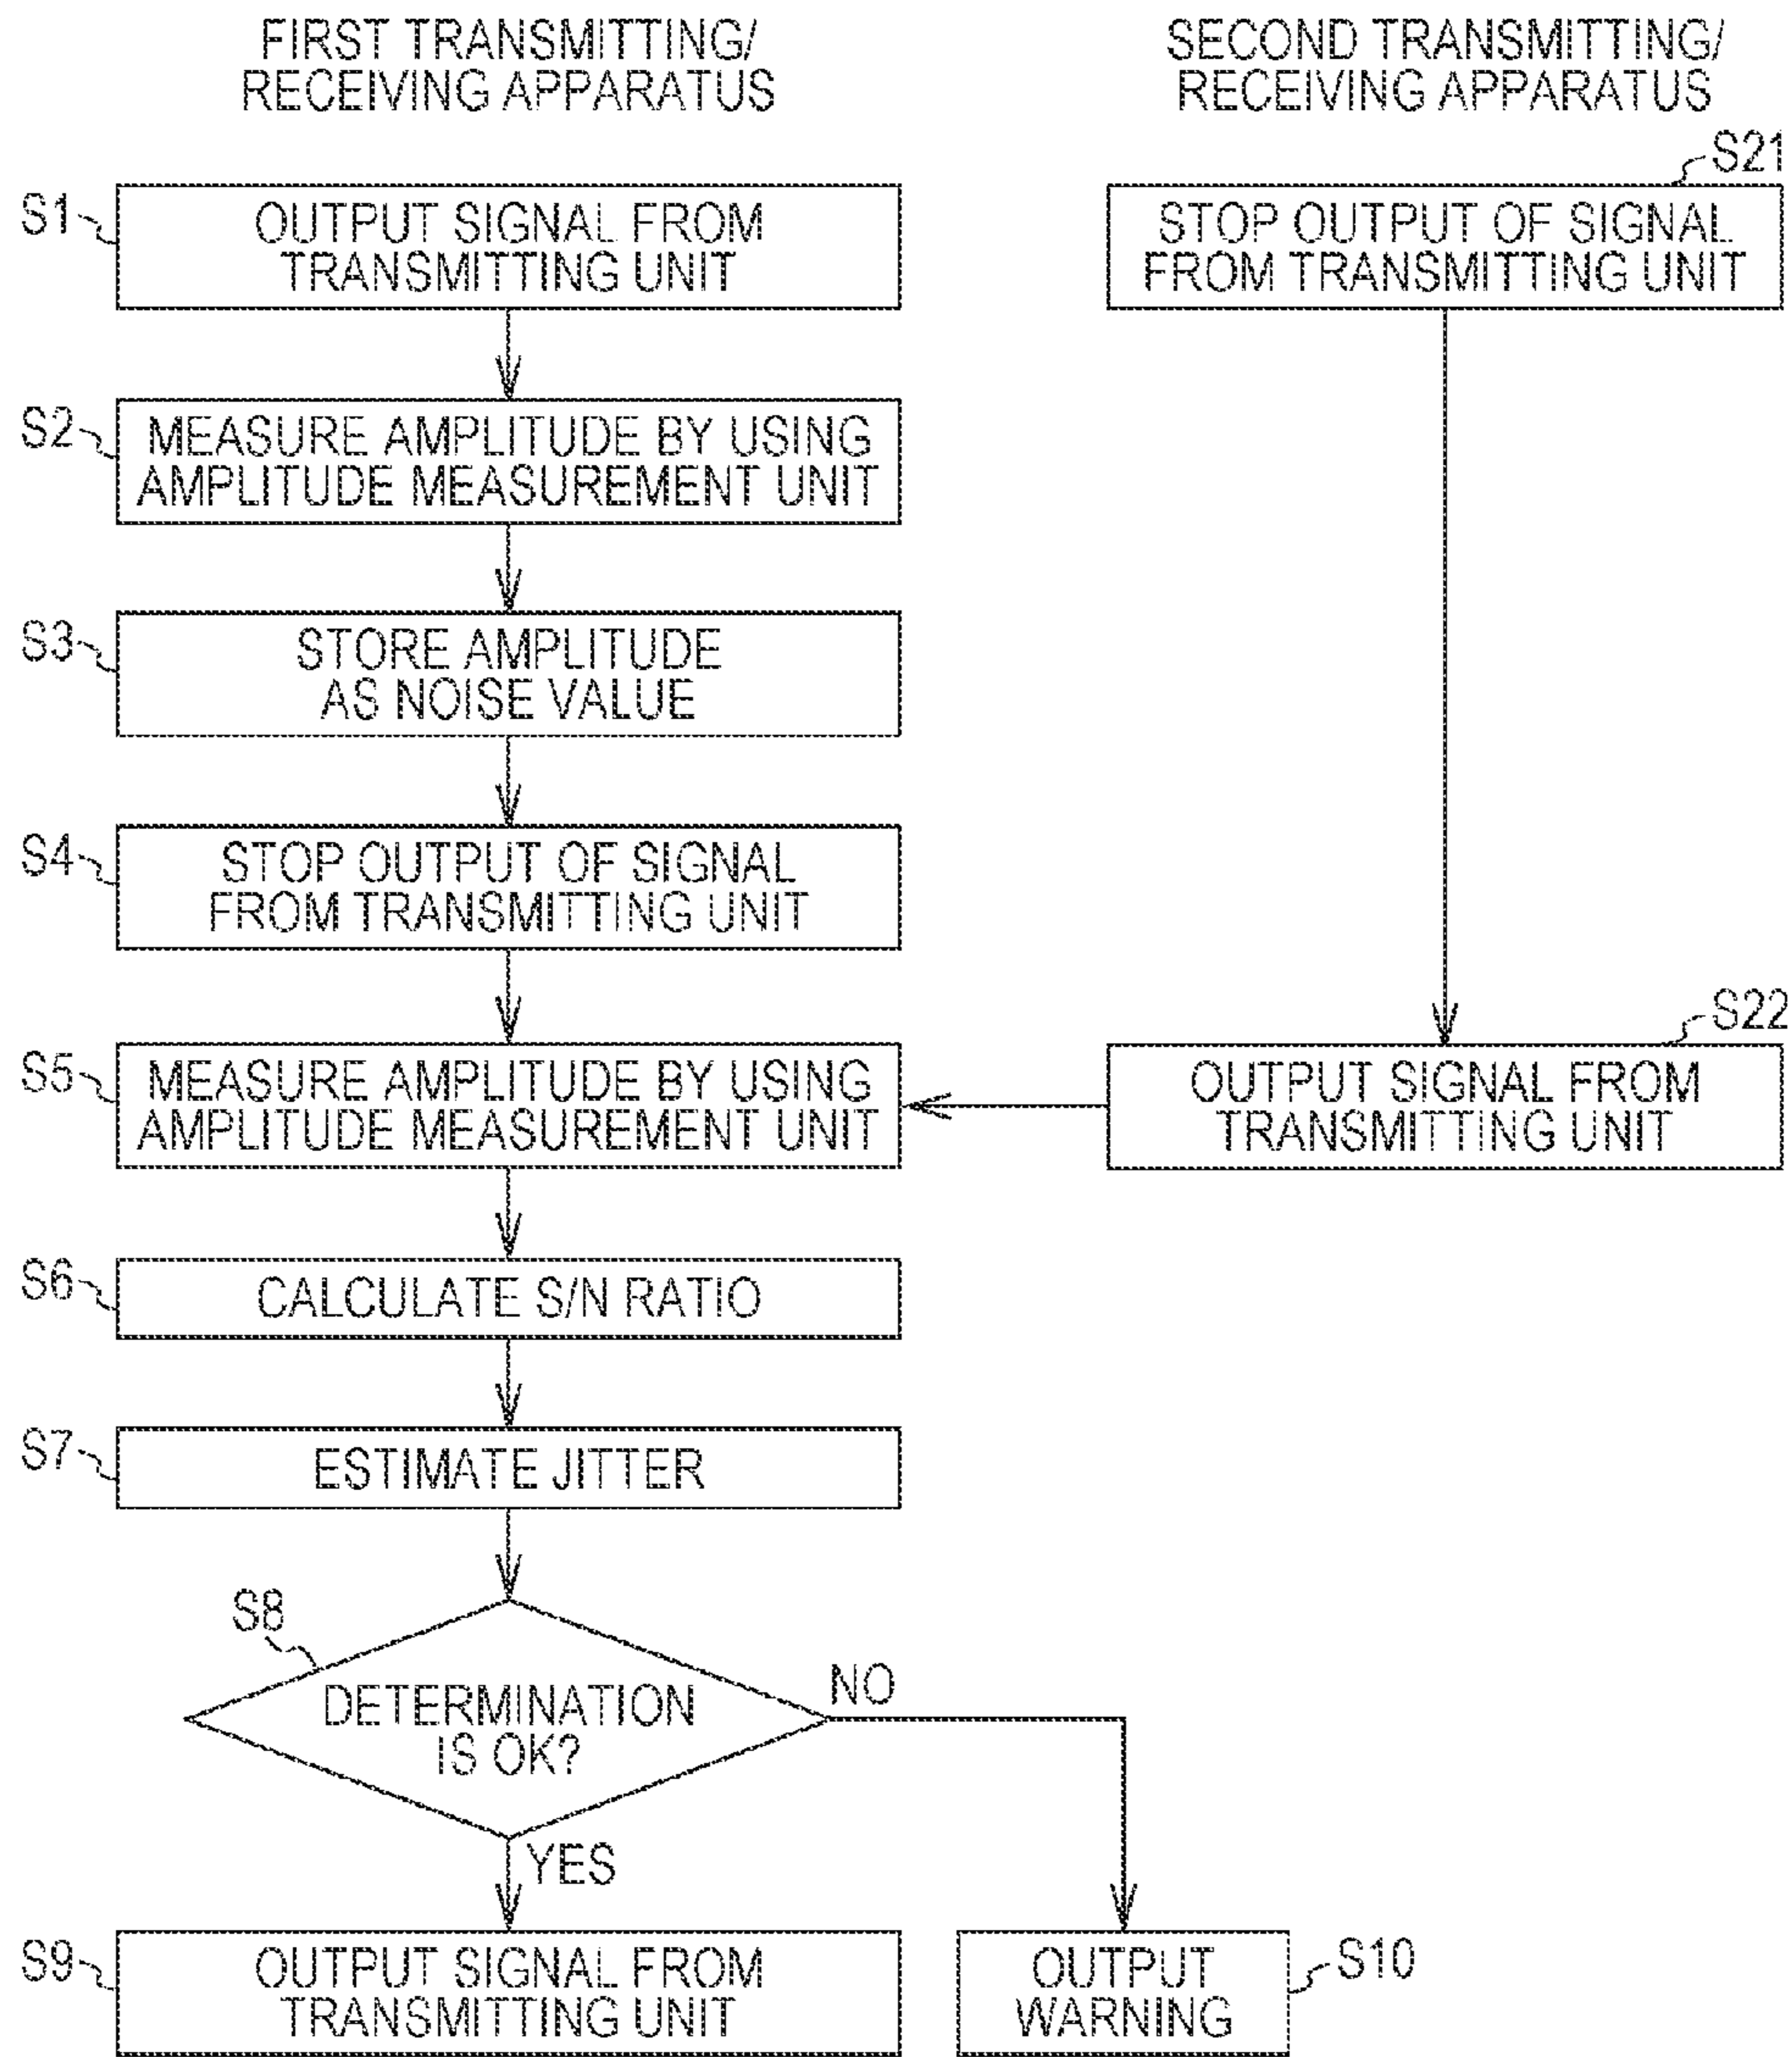 FIRST TRANSMITTING/
RECEIVING APPARATUS
SECOND TRANSMITTING/
RECEIVING APPARATUS
S1
OUTPUT SIGNAL FROM
TRANSMITTING UNIT
S21
STOP OUTPUT OF SIGNAL
FROM TRANSMITTING UNIT
S2
MEASURE AMPLITUDE BY USING
AMPLITUDE MEASUREMENT UNIT
S3
STORE AMPLITUDE
AS NOISE VALUE
S4
STOP OUTPUT OF SIGNAL
FROM TRANSMITTING UNIT
S5
MEASURE AMPLITUDE BY USING
AMPLITUDE MEASUREMENT UNIT
S22
OUTPUT SIGNAL FROM
TRANSMITTING UNIT
S6
CALCULATE S/N RATIO
S7
ESTIMATE JITTER
S8
DETERMINATION
IS OK?
NO
YES
S9
OUTPUT SIGNAL FROM
TRANSMITTING UNIT
OUTPUT
WARNING
S10